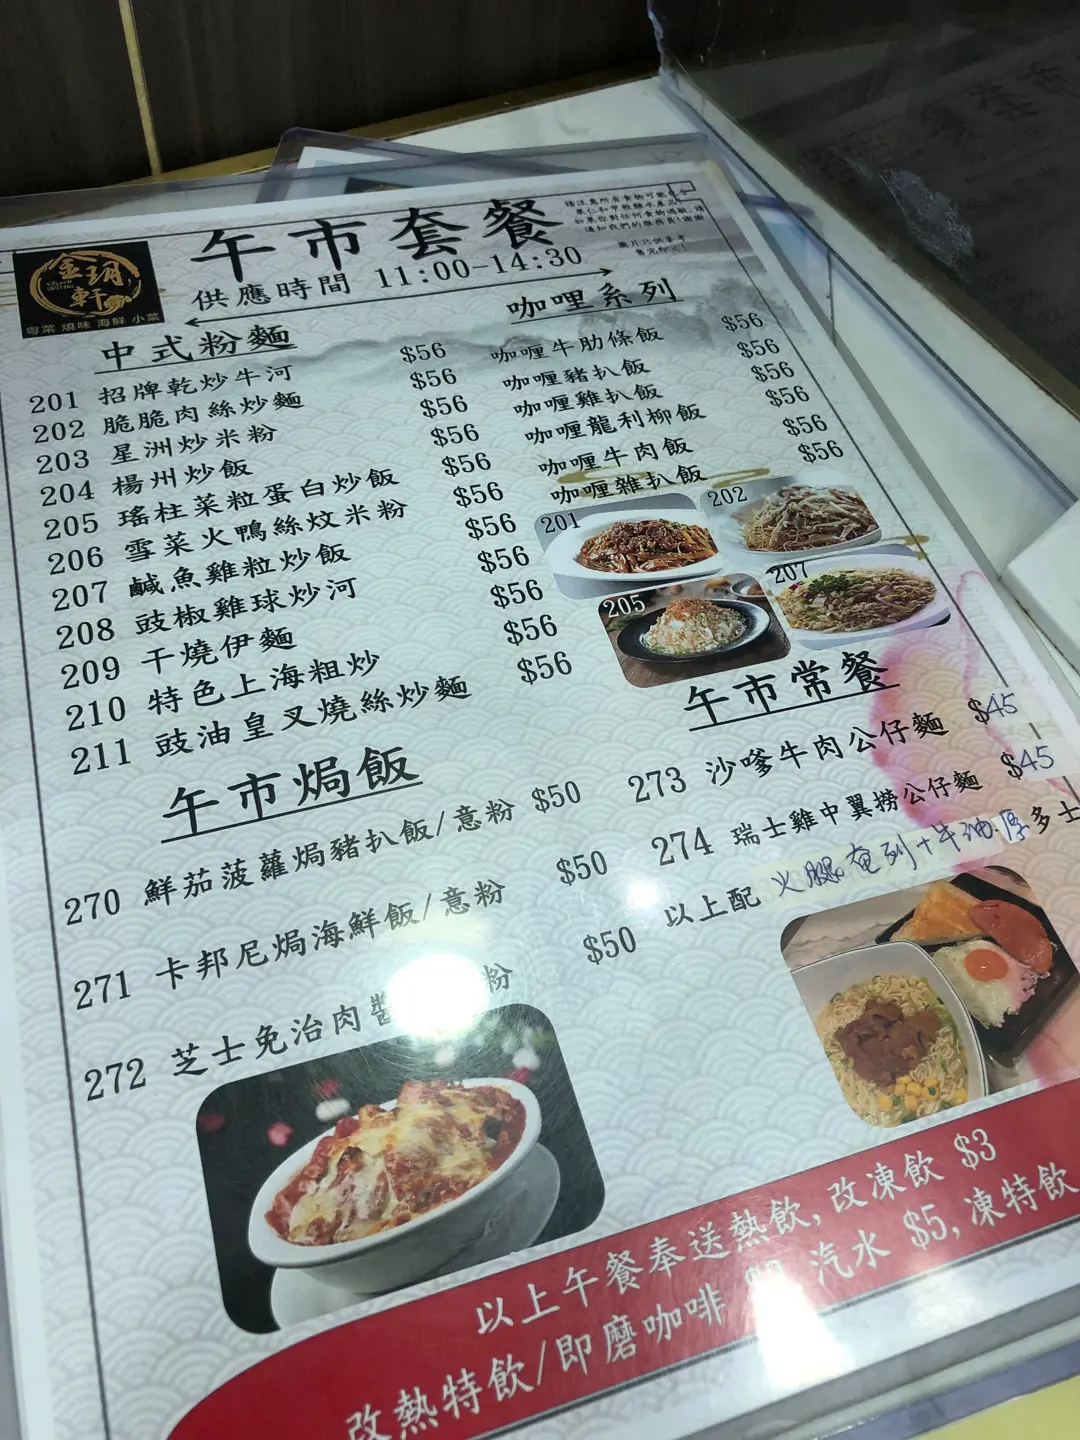 午市套餐
供應時間 11:00-14:30
金玥軒
粵菜 燒味 海鮮 小菜
圖片只供參考
中式粉麵
201 招牌乾炒牛河 $56
202 脆脆肉絲炒麵 $56
203 星洲炒米粉 $56
204 楊州炒飯 $56
205 瑤柱菜粒蛋白炒飯 $56
206 雪菜火鴨絲炆米粉 $56
207 鹹魚雞粒炒飯 $56
208 豉椒雞球炒河 $56
209 干燒伊麵 $56
210 特色上海粗炒 $56
211 豉油皇叉燒絲炒麵 $56
咖哩系列
咖喱牛肋條飯 $56
咖喱豬扒飯 $56
咖喱雞扒飯 $56
咖喱龍利柳飯 $56
咖喱牛肉飯 $56
咖喱雜扒飯 $56
201
202
205
207
午市焗飯
270 鮮茄菠蘿焗豬扒飯/意粉 $50
271 卡邦尼焗海鮮飯/意粉 $50
272 芝士免治肉醬 粉 $50
午市常餐
273 沙嗲牛肉公仔麵 $45
274 瑞士雞中翼撈公仔麵 $45
以上配 火腿奄列+牛油厚多士
以上午餐奉送熱飲,改凍飲 $3
改熱特飲/即磨咖啡 汽水 $5,凍特飲